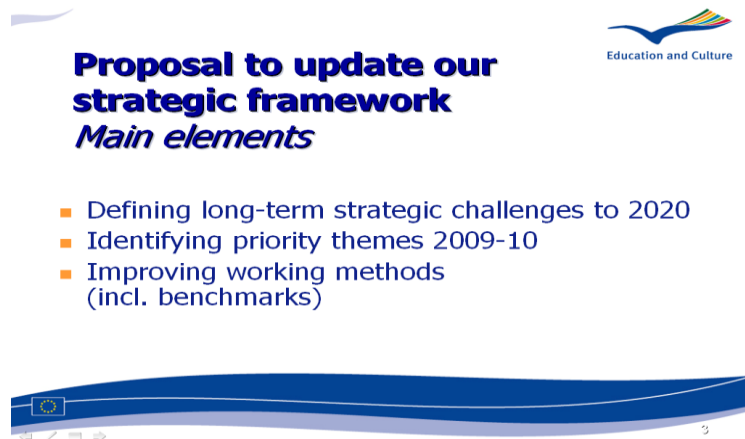 Education and Culture
Proposal to update our
strategic framework
Main elements
Defining long-term strategic challenges to 2020
Identifying priority themes 2009-10
Improving working methods
(incl. benchmarks)
3